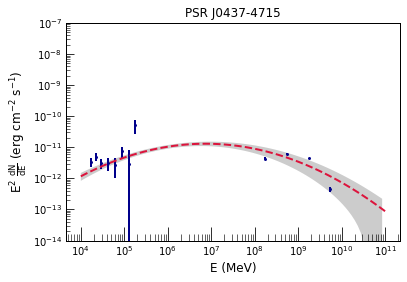 PSR J0437-4715
E² dN/dE (erg cm⁻² s⁻¹)
10⁻⁷
10⁻⁸
10⁻⁹
10⁻¹⁰
10⁻¹¹
10⁻¹²
10⁻¹³
10⁻¹⁴
10⁴ 10⁵ 10⁶ 10⁷ 10⁸ 10⁹ 10¹⁰ 10¹¹
E (MeV)